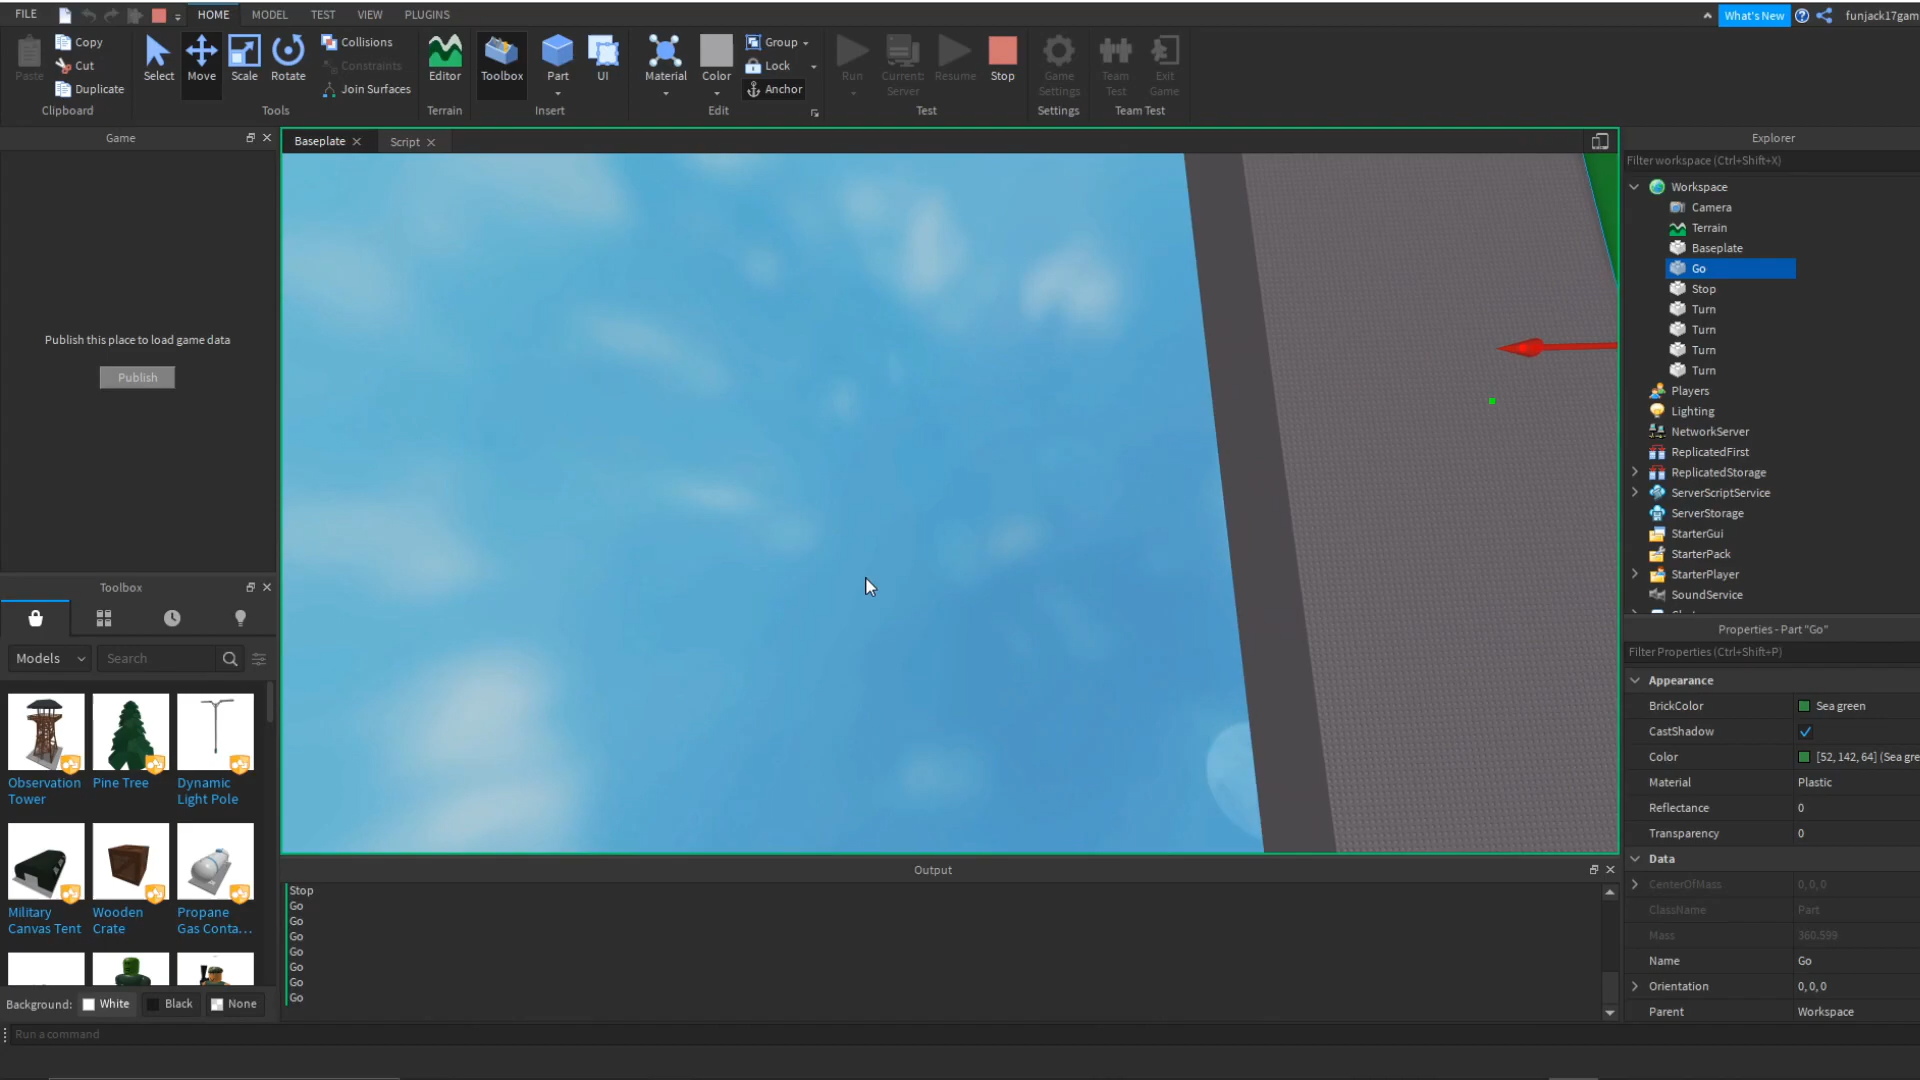 FILE HOME MODEL TEST VIEW PLUGINS What's New funjack17gam
Paste Copy Cut Duplicate Clipboard
Select Move Scale Rotate Collisions Constraints Join Surfaces Tools
Editor Terrain
Toolbox Part UI Insert
Material Color Group Lock Anchor Edit
Run Current: Server Resume Stop Test
Game Settings Settings
Team Test Exit Game Team Test
Game
Publish this place to load game data
Publish
Toolbox
Models Search
Observation Tower
Pine Tree
Dynamic Light Pole
Military Canvas Tent
Wooden Crate
Propane Gas Conta...
Background: White Black None
Run a command
Baseplate Script
Output
Stop
Go
Go
Go
Go
Go
Go
Go
Explorer
Filter workspace (Ctrl+Shift+X)
Workspace
Camera
Terrain
Baseplate
Go
Stop
Turn
Turn
Turn
Turn
Players
Lighting
NetworkServer
ReplicatedFirst
ReplicatedStorage
ServerScriptService
ServerStorage
StarterGui
StarterPack
StarterPlayer
SoundService
Properties - Part "Go"
Filter Properties (Ctrl+Shift+P)
Appearance
BrickColor Sea green
CastShadow
Color [52, 142, 64] (Sea gre
Material Plastic
Reflectance 0
Transparency 0
Data
CenterOfMass 0, 0, 0
ClassName Part
Mass 360.599
Name Go
Orientation 0, 0, 0
Parent Workspace